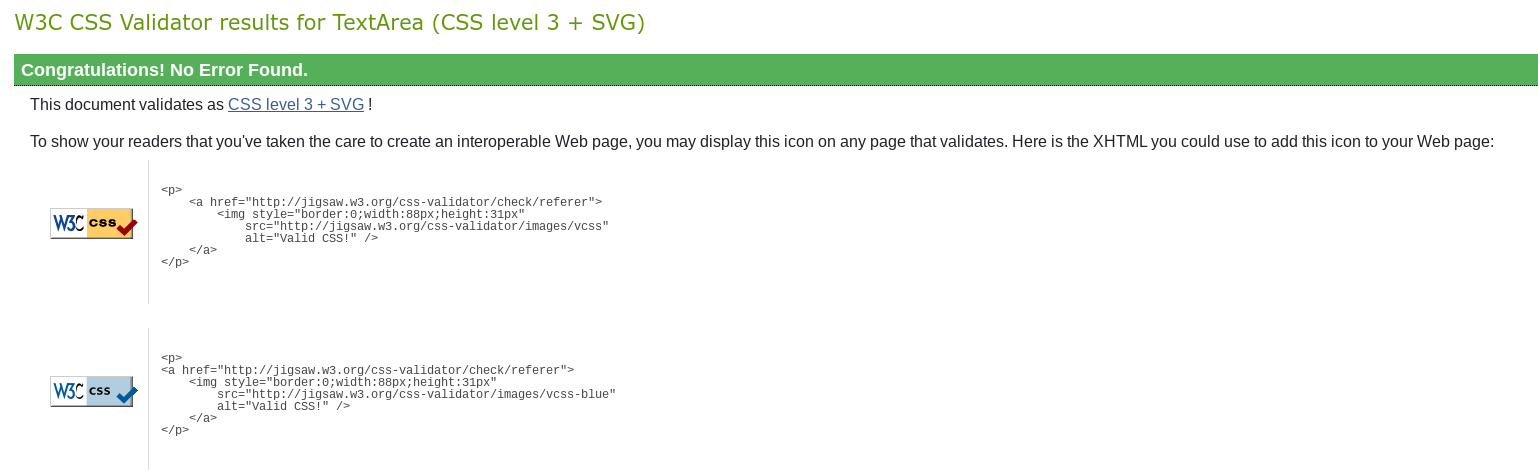 W3C CSS Validator results for TextArea (CSS level 3 + SVG)
Congratulations! No Error Found.
This document validates as CSS level 3 + SVG !
To show your readers that you've taken the care to create an interoperable Web page, you may display this icon on any page that validates. Here is the XHTML you could use to add this icon to your Web page:
W3C css
<p>
    <a href="http://jigsaw.w3.org/css-validator/check/referer">
        <img style="border:0;width:88px;height:31px"
            src="http://jigsaw.w3.org/css-validator/images/vcss"
            alt="Valid CSS!" />
    </a>
</p>
W3C css
<p>
<a href="http://jigsaw.w3.org/css-validator/check/referer">
    <img style="border:0;width:88px;height:31px"
        src="http://jigsaw.w3.org/css-validator/images/vcss-blue"
        alt="Valid CSS!" />
    </a>
</p>